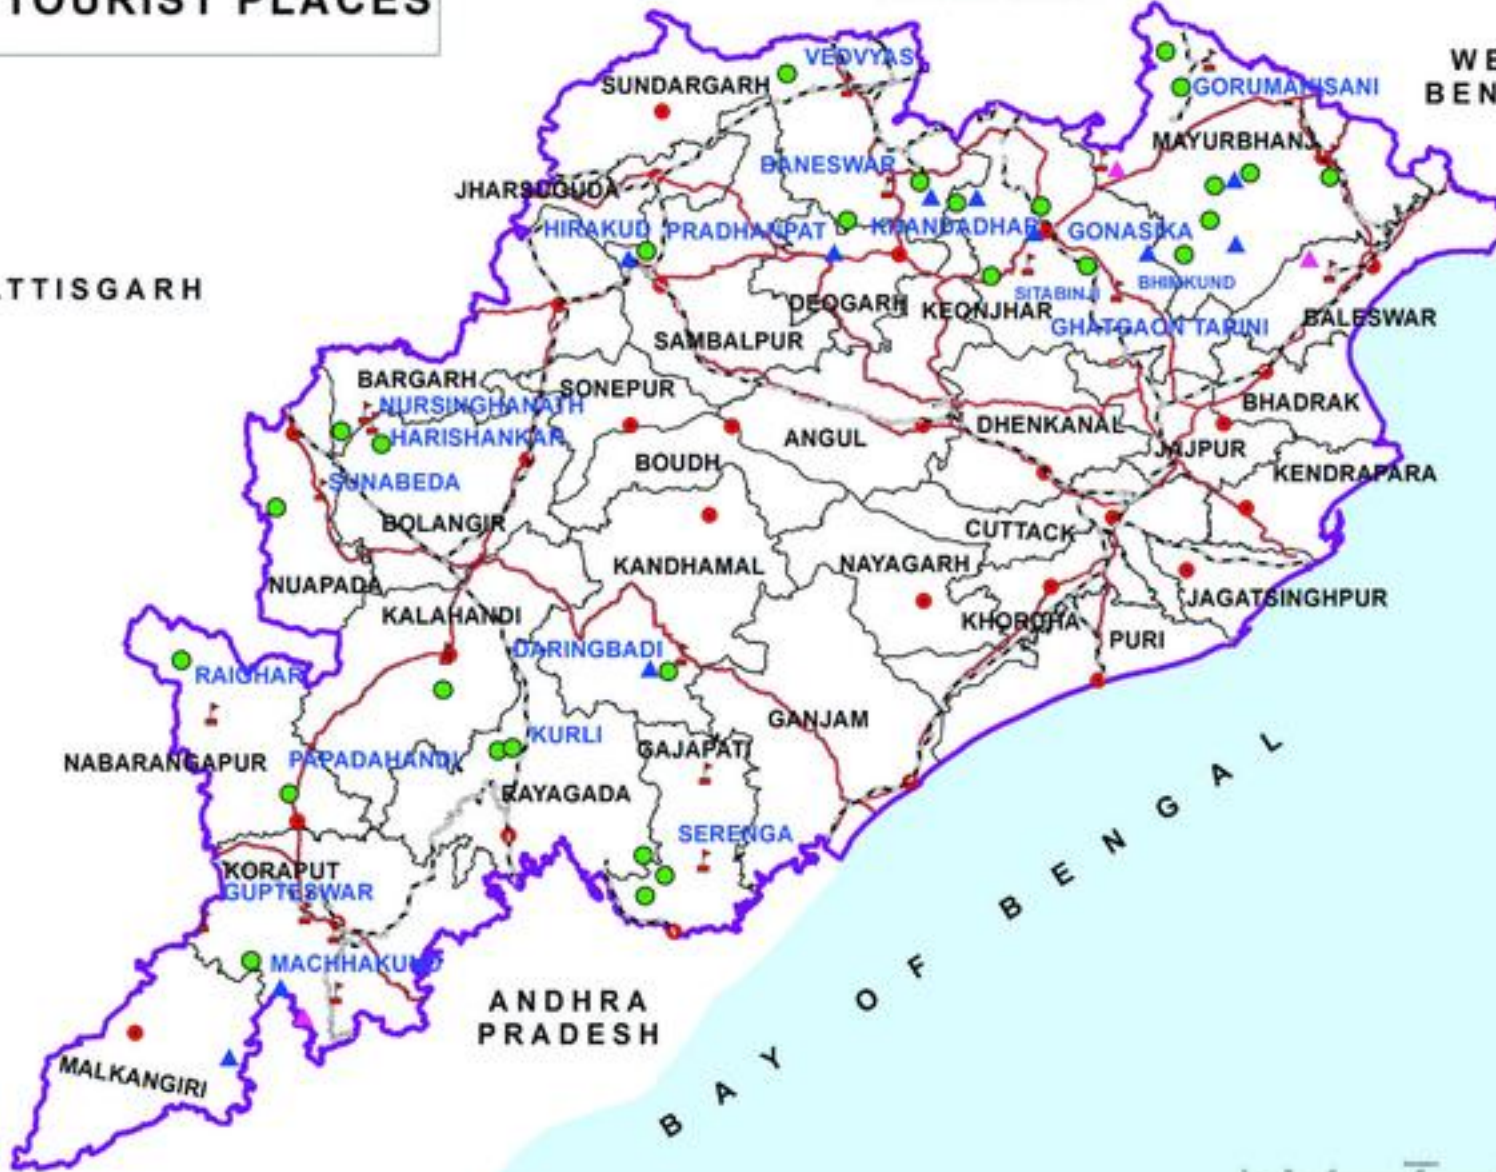 TOURIST PLACES
WE
BEN
VEDVYAS
SUNDARGARH
GORUMAHISANI
MAYURBHANJ
BANESWAR
JHARSUGUDA
HIRAKUD
PRADHANPAT
KHANDADHAR
GONASIKA
TTISGARH
SITABINJI
BHIMKUND
DEOGARH
KEONJHAR
GHATGAON TARINI
BALESWAR
SAMBALPUR
BARGARH
SONEPUR
NURSINGHANATH
BHADRAK
HARISHANKAR
ANGUL
DHENKANAL
JAJPUR
BOUDH
KENDRAPARA
SUNABEDA
BOLANGIR
CUTTACK
KANDHAMAL
NAYAGARH
NUAPADA
JAGATSINGHPUR
KALAHANDI
KHORDHA
PURI
DARINGBADI
RAIGHAR
GANJAM
KURLI
GAJAPATI
NABARANGAPUR
PAPADAHANDI
RAYAGADA
SERENGA
KORAPUT
GUPTESWAR
MACHHAKUND
ANDHRA
PRADESH
MALKANGIRI
BAY OF BENGAL